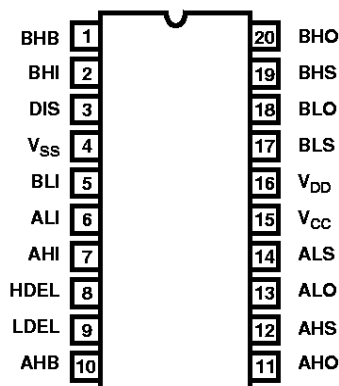 BHB 1 20 BHO
BHI 2 19 BHS
DIS 3 18 BLO
VSS 4 17 BLS
BLI 5 16 VDD
ALI 6 15 VCC
AHI 7 14 ALS
HDEL 8 13 ALO
LDEL 9 12 AHS
AHB 10 11 AHO